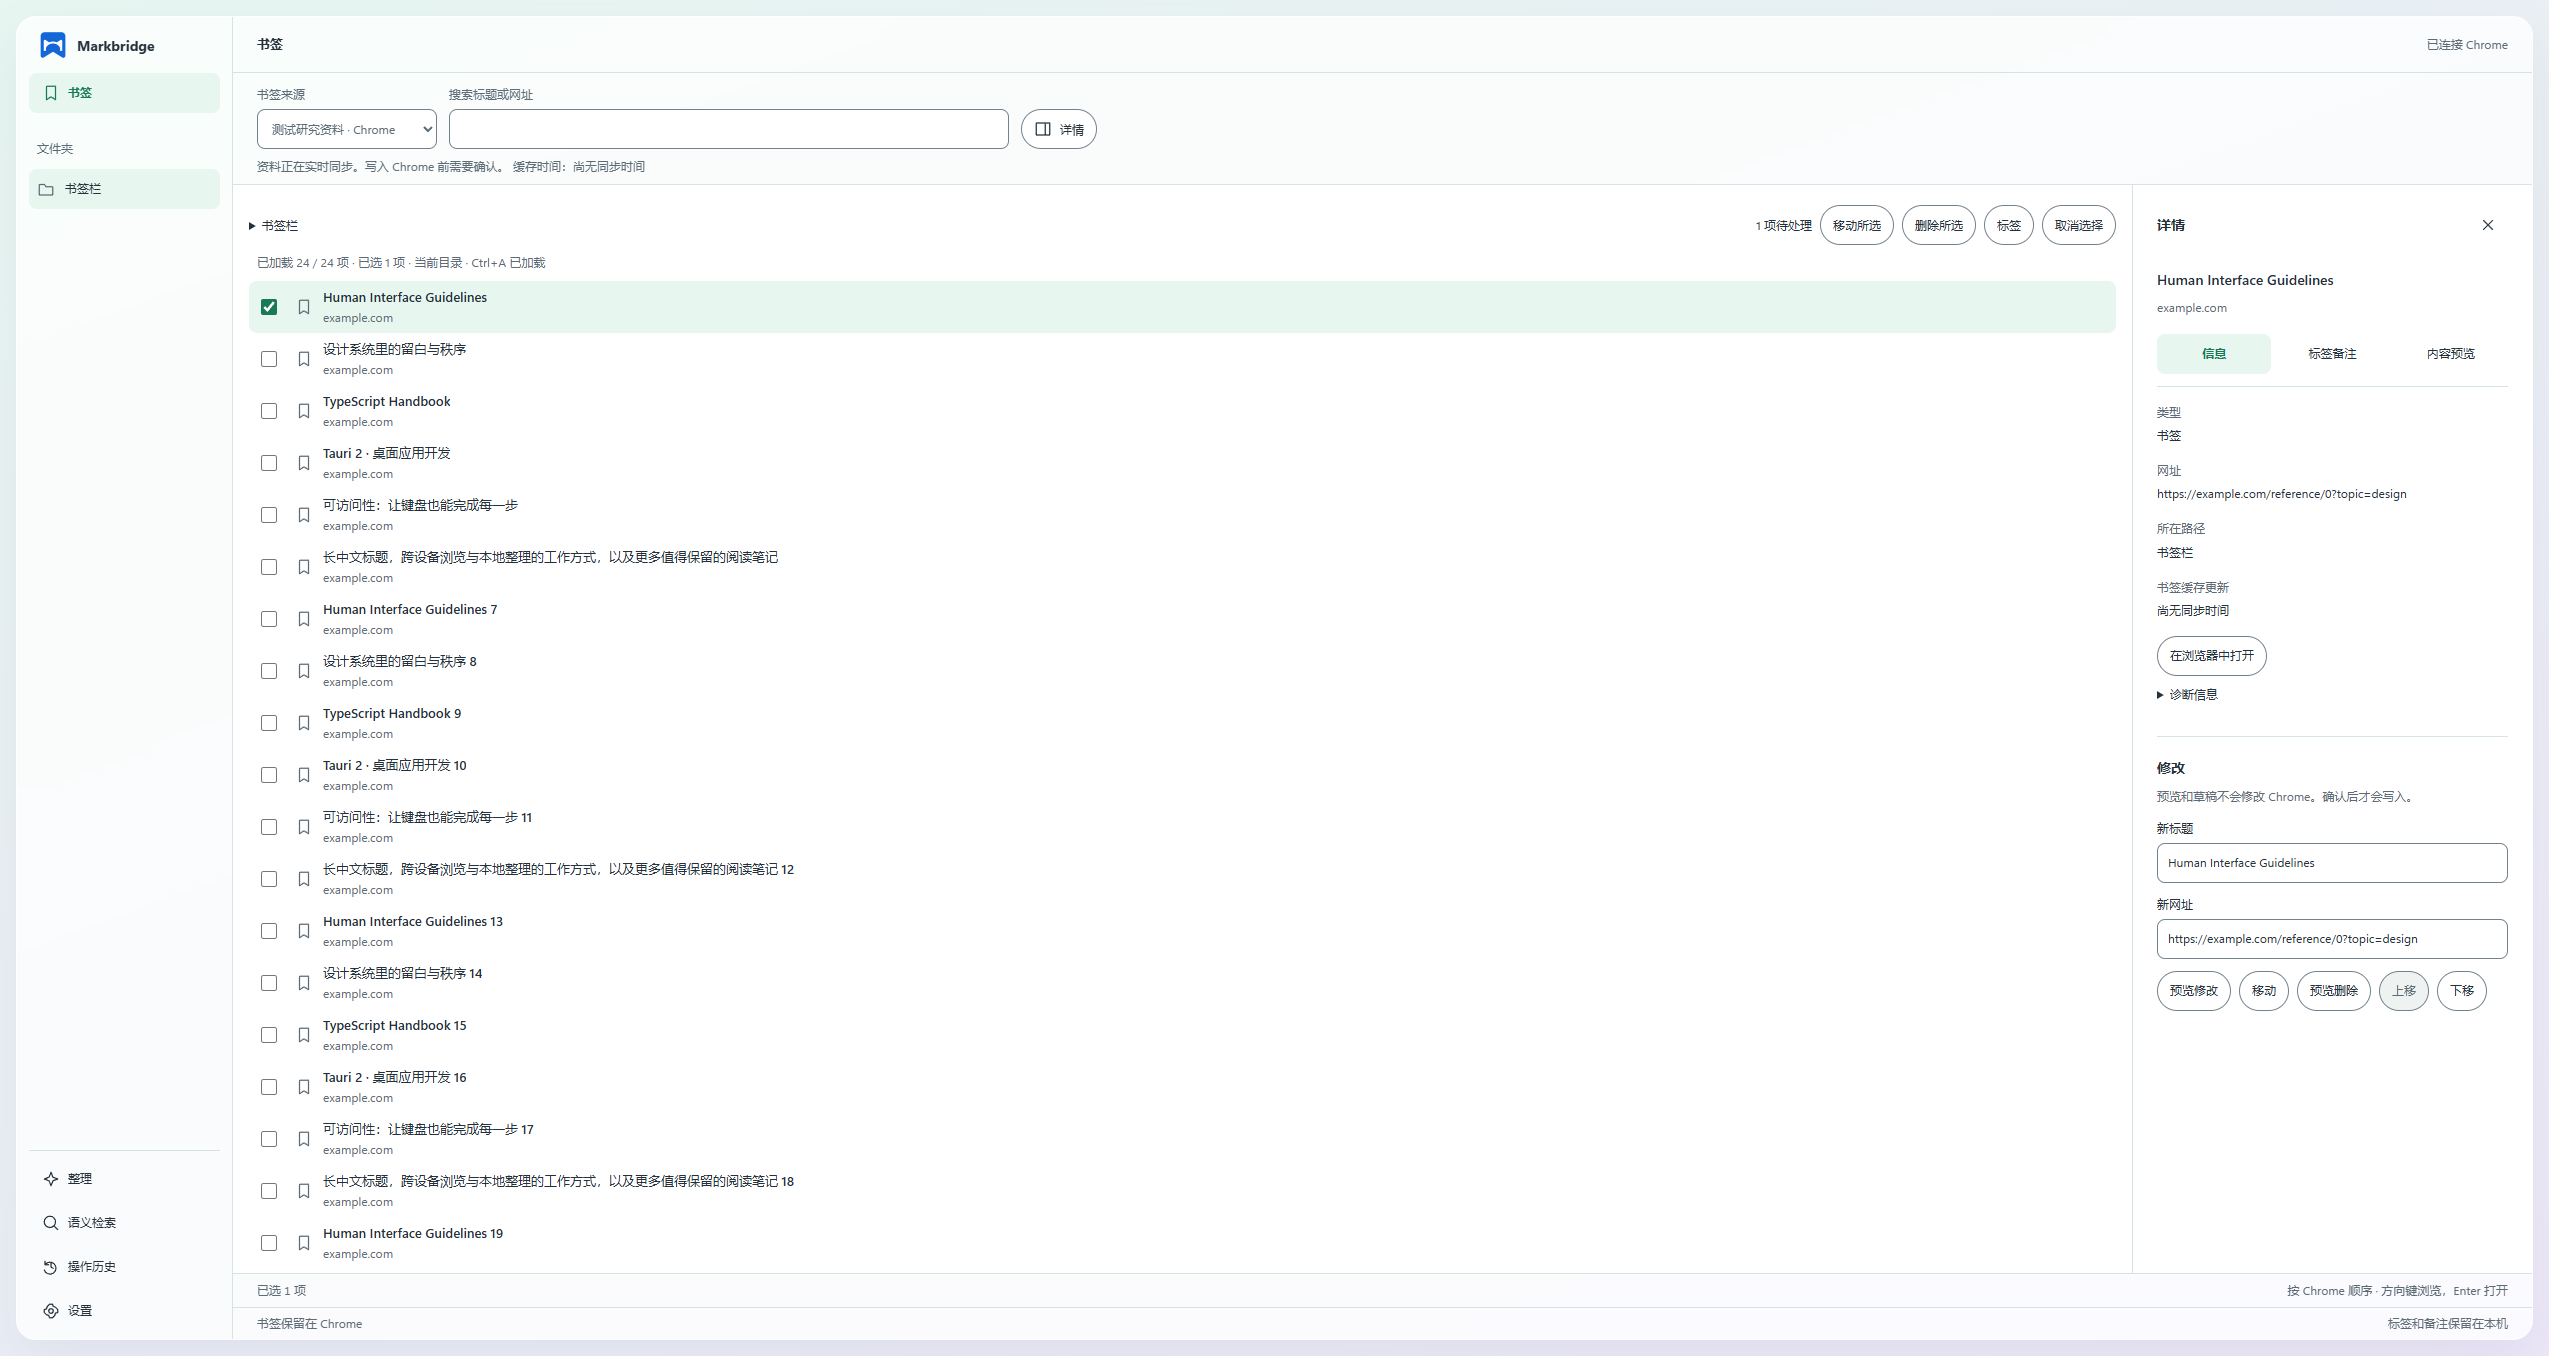 Markbridge
书签
文件夹
书签栏
整理
语义检索
操作历史
设置
书签
已连接 Chrome
书签来源
搜索标题或网址
测试研究资料 · Chrome
详情
资料正在实时同步。写入 Chrome 前需要确认。 缓存时间：尚无同步时间
书签栏
1 项待处理
移动所选
删除所选
标签
取消选择
已加载 24 / 24 项 · 已选 1 项 · 当前目录 · Ctrl+A 已加载
Human Interface Guidelines
example.com
设计系统里的留白与秩序
example.com
TypeScript Handbook
example.com
Tauri 2 · 桌面应用开发
example.com
可访问性：让键盘也能完成每一步
example.com
长中文标题，跨设备浏览与本地整理的工作方式，以及更多值得保留的阅读笔记
example.com
Human Interface Guidelines 7
example.com
设计系统里的留白与秩序 8
example.com
TypeScript Handbook 9
example.com
Tauri 2 · 桌面应用开发 10
example.com
可访问性：让键盘也能完成每一步 11
example.com
长中文标题，跨设备浏览与本地整理的工作方式，以及更多值得保留的阅读笔记 12
example.com
Human Interface Guidelines 13
example.com
设计系统里的留白与秩序 14
example.com
TypeScript Handbook 15
example.com
Tauri 2 · 桌面应用开发 16
example.com
可访问性：让键盘也能完成每一步 17
example.com
长中文标题，跨设备浏览与本地整理的工作方式，以及更多值得保留的阅读笔记 18
example.com
Human Interface Guidelines 19
example.com
详情
Human Interface Guidelines
example.com
信息
标签备注
内容预览
类型
书签
网址
https://example.com/reference/0?topic=design
所在路径
书签栏
书签缓存更新
尚无同步时间
在浏览器中打开
诊断信息
修改
预览和草稿不会修改 Chrome。确认后才会写入。
新标题
Human Interface Guidelines
新网址
https://example.com/reference/0?topic=design
预览修改
移动
预览删除
上移
下移
已选 1 项
按 Chrome 顺序 · 方向键浏览，Enter 打开
书签保留在 Chrome
标签和备注保留在本机